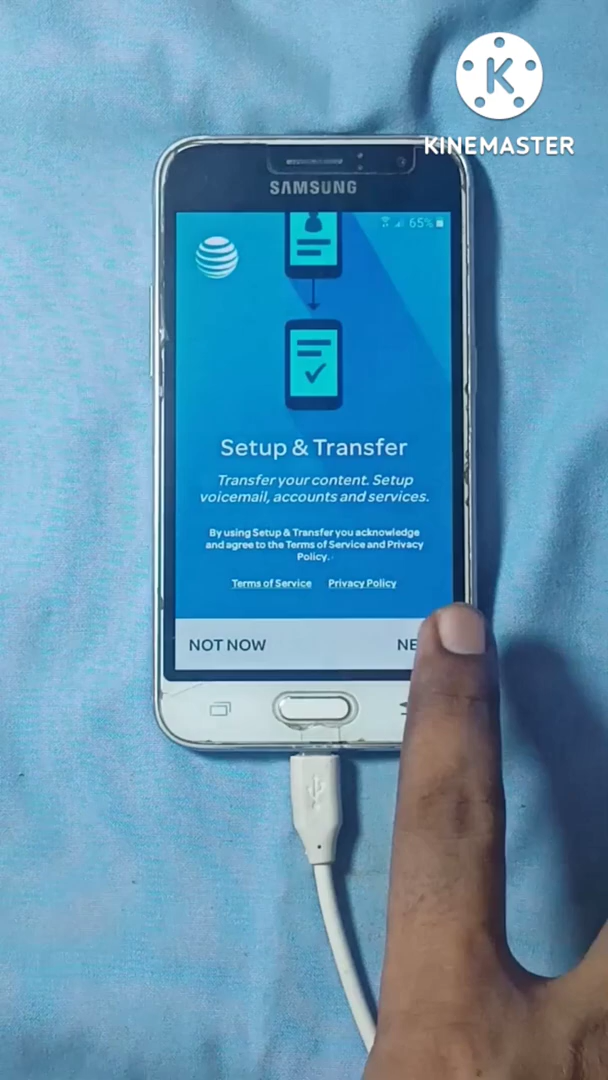 KINEMASTER
SAMSUNG
65%
Setup & Transfer
Transfer your content. Setup
voicemail, accounts and services.
By using Setup & Transfer you acknowledge
and agree to the Terms of Service and Privacy
Policy.
Terms of Service Privacy Policy
NOT NOW NE